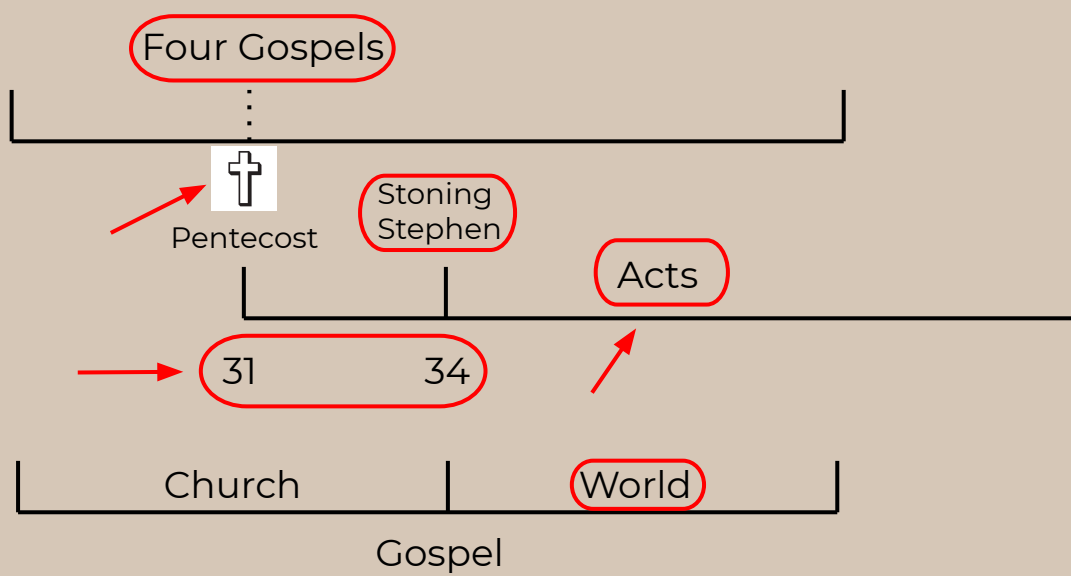 Four Gospels
Pentecost
Stoning
Stephen
Acts
31 34
Church World
Gospel